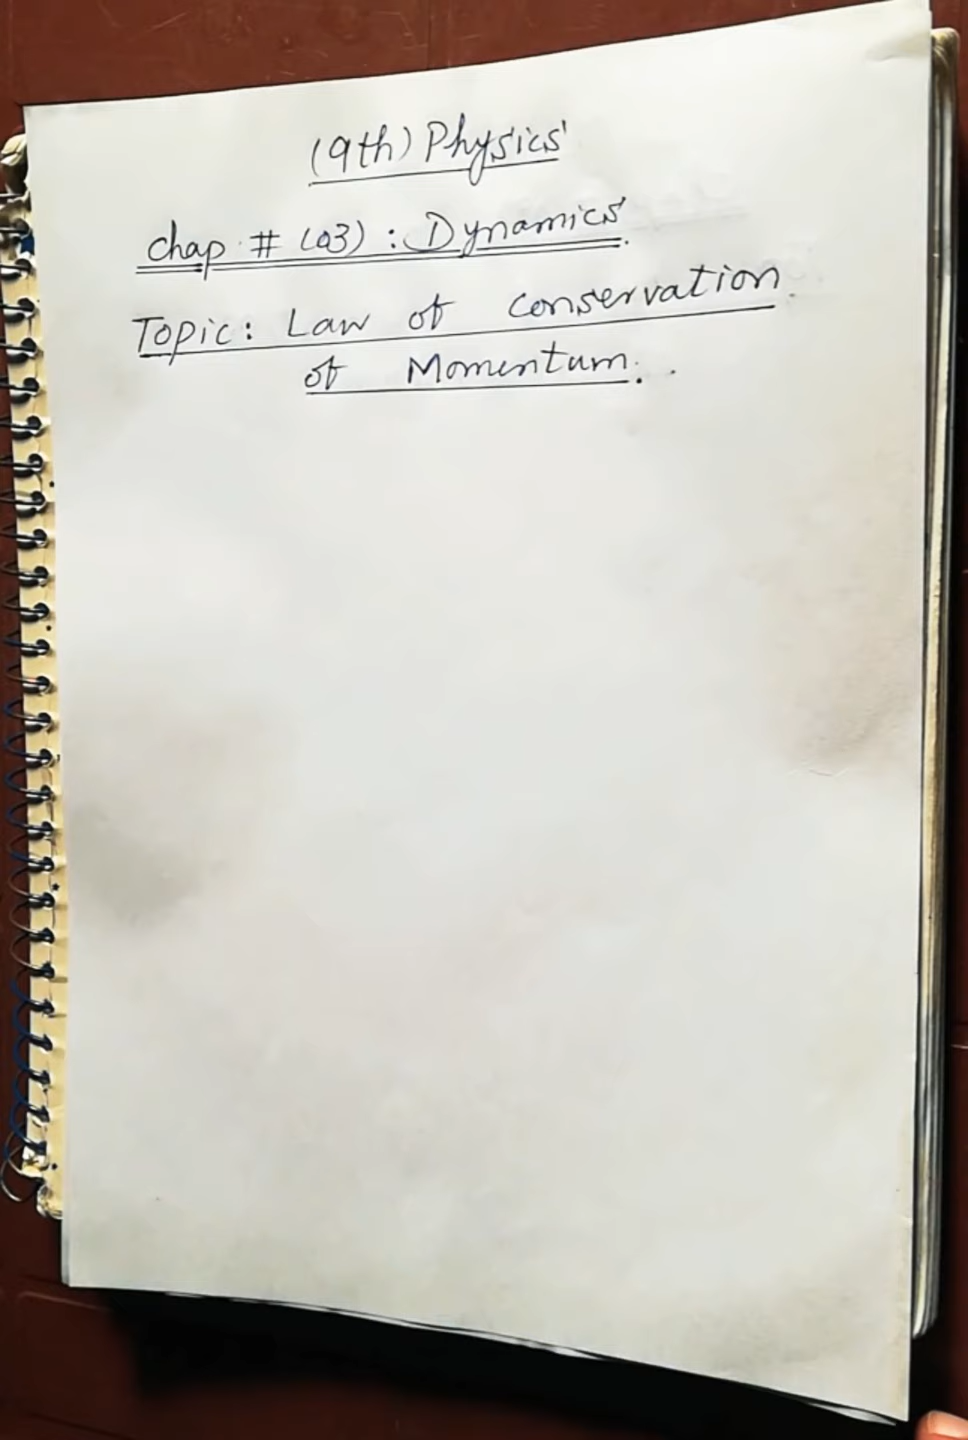 (9th) Physics
chap # (03) : Dynamics.
Topic: Law of Conservation
of Momentum.